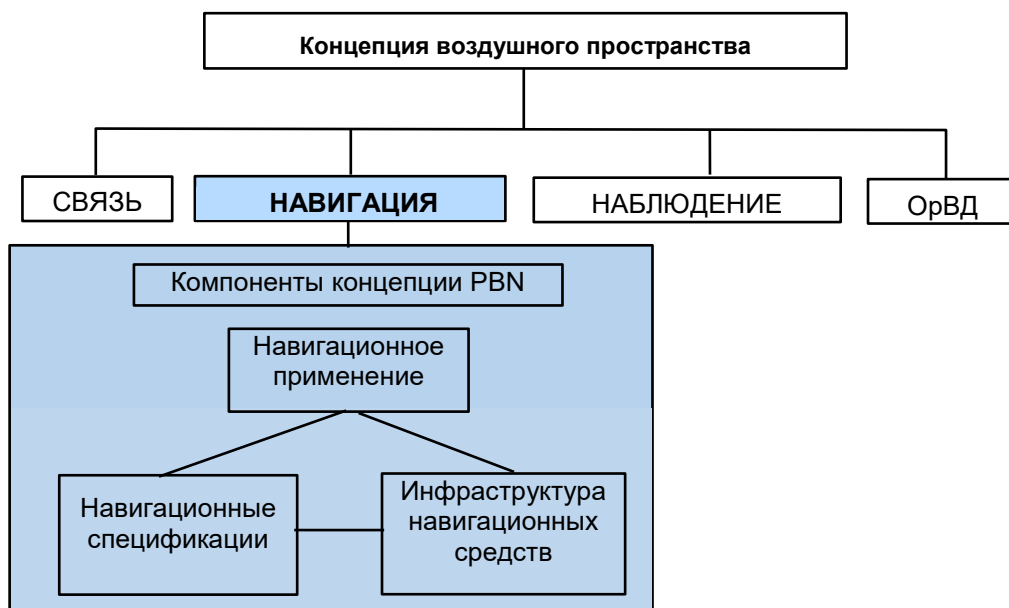 Концепция воздушного пространства
СВЯЗЬ
НАВИГАЦИЯ
НАБЛЮДЕНИЕ
ОрВД
Компоненты концепции PBN
Навигационное
применение
Навигационные
спецификации
Инфраструктура
навигационных
средств